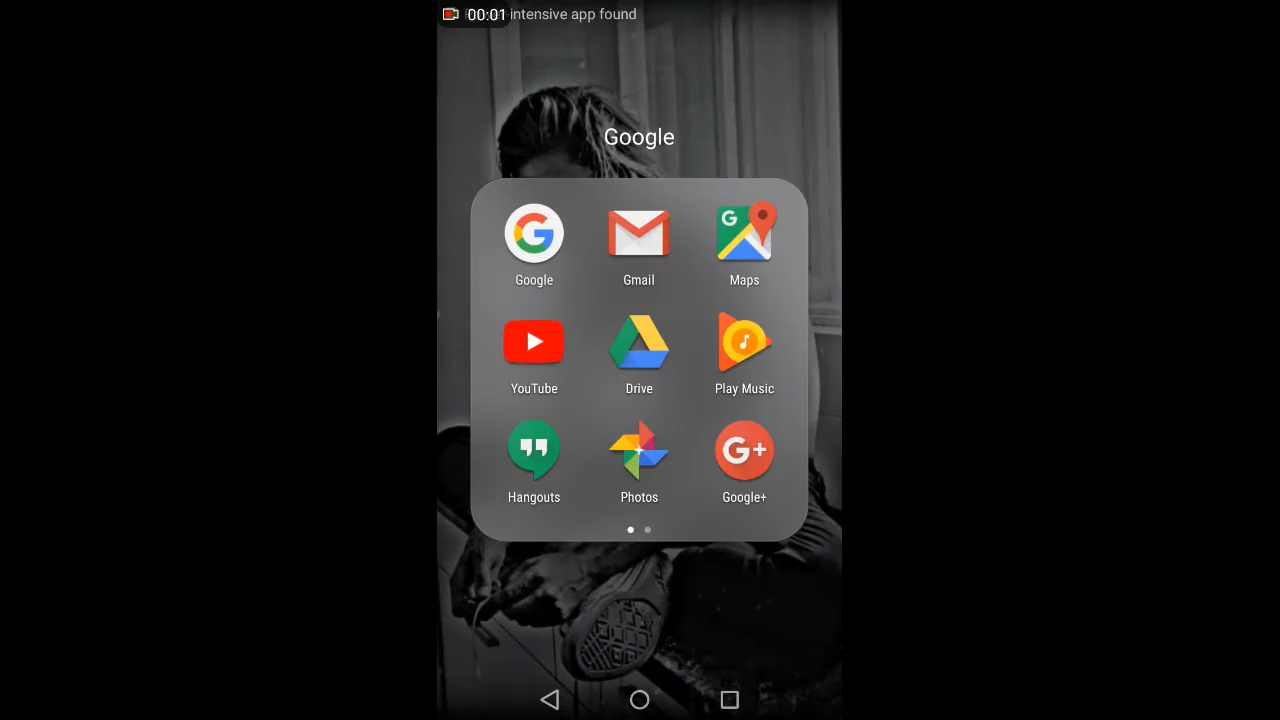 00:01 intensive app found
Google
Google Gmail Maps
YouTube Drive Play Music
Hangouts Photos Google+